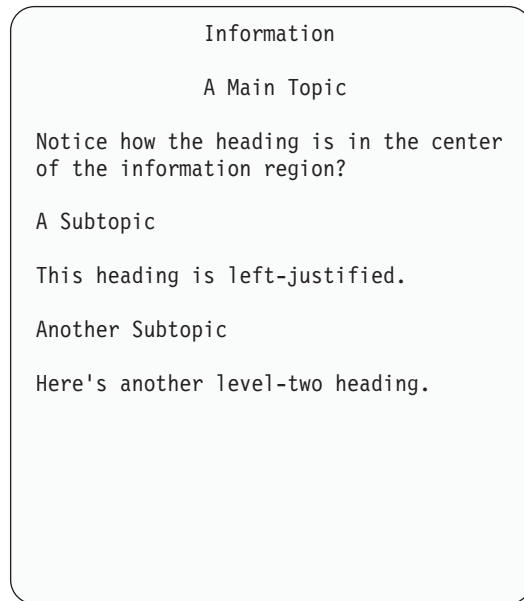 Information
A Main Topic
Notice how the heading is in the center
of the information region?
A Subtopic
This heading is left-justified.
Another Subtopic
Here's another level-two heading.